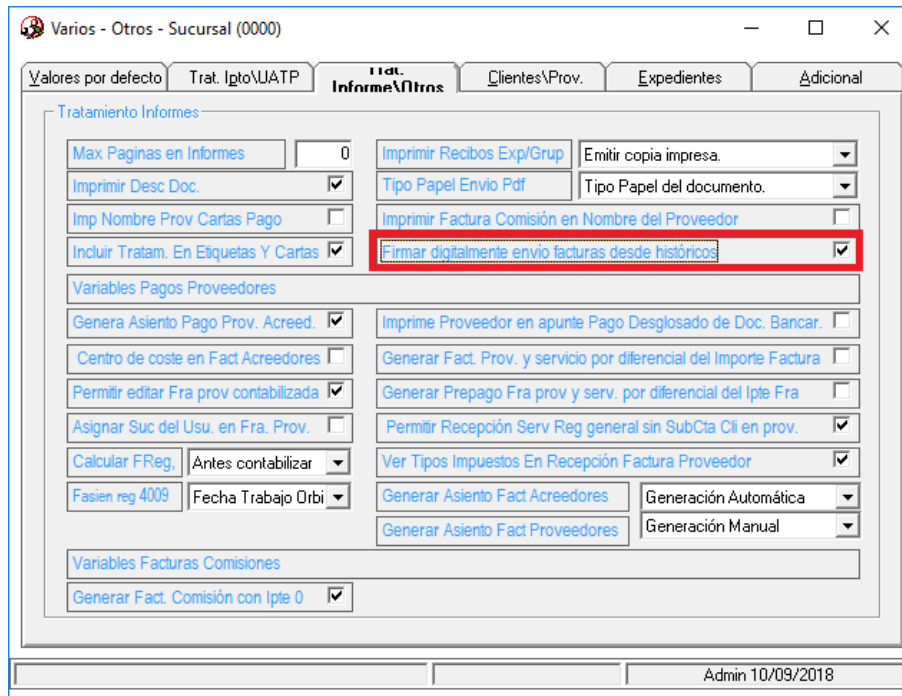 Varios - Otros - Sucursal (0000)
Valores por defecto Trat. Ipto\UATP Trat. Informe\Otros Clientes\Prov. Expedientes Adicional
Tratamiento Informes
Max Paginas en Informes 0 Imprimir Recibos Exp/Grup Emitir copia impresa.
Imprimir Desc Doc. Tipo Papel Envio Pdf Tipo Papel del documento.
Imp Nombre Prov Cartas Pago Imprimir Factura Comisión en Nombre del Proveedor
Incluir Tratam. En Etiquetas Y Cartas Firmar digitalmente envío facturas desde históricos
Variables Pagos Proveedores
Genera Asiento Pago Prov. Acreed. Imprime Proveedor en apunte Pago Desglosado de Doc. Bancar.
Centro de coste en Fact Acreedores Generar Fact. Prov. y servicio por diferencial del Importe Factura
Permitir editar Fra prov contabilizada Generar Prepago Fra prov y serv. por diferencial del Ipte Fra
Asignar Suc del Usu. en Fra. Prov. Permitir Recepción Serv Reg general sin SubCta Cli en prov.
Calcular FReg, Antes contabilizar Ver Tipos Impuestos En Recepción Factura Proveedor
Fasien reg 4009 Fecha Trabajo Orbi Generar Asiento Fact Acreedores Generación Automática
Generar Asiento Fact Proveedores Generación Manual
Variables Facturas Comisiones
Generar Fact. Comisión con Ipte 0
Admin 10/09/2018